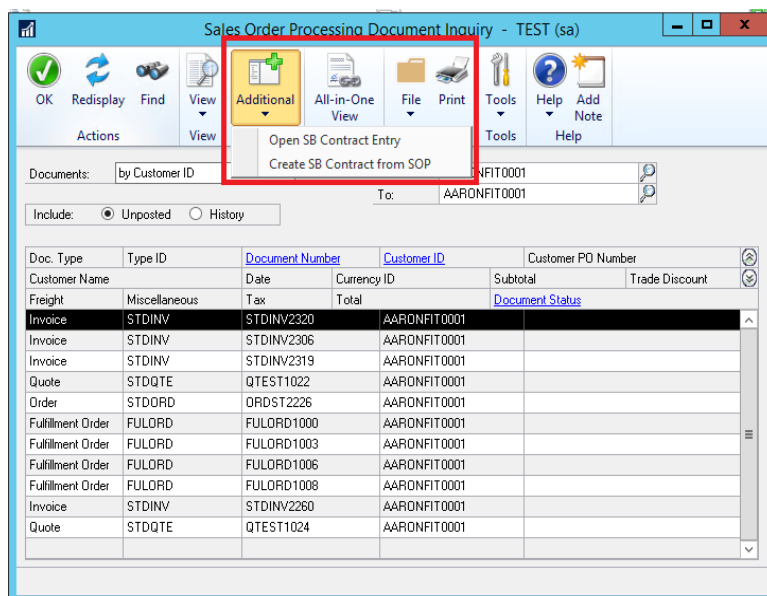 Sales Order Processing Document Inquiry - TEST (sa)
OK Redisplay Find View Additional All-in-One View File Print Tools Help Add Note
Actions View Tools Help
Open SB Contract Entry
Create SB Contract from SOP
Documents: by Customer ID NFIT0001
To: AARONFIT0001
Include: Unposted History
Doc. Type Type ID Document Number Customer ID Customer PO Number
Customer Name Date Currency ID Subtotal Trade Discount
Freight Miscellaneous Tax Total Document Status
Invoice STDINV STDINV2320 AARONFIT0001
Invoice STDINV STDINV2306 AARONFIT0001
Invoice STDINV STDINV2319 AARONFIT0001
Quote STDQTE QTEST1022 AARONFIT0001
Order STDORD ORDST2226 AARONFIT0001
Fulfillment Order FULORD FULORD1000 AARONFIT0001
Fulfillment Order FULORD FULORD1003 AARONFIT0001
Fulfillment Order FULORD FULORD1006 AARONFIT0001
Fulfillment Order FULORD FULORD1008 AARONFIT0001
Invoice STDINV STDINV2260 AARONFIT0001
Quote STDQTE QTEST1024 AARONFIT0001